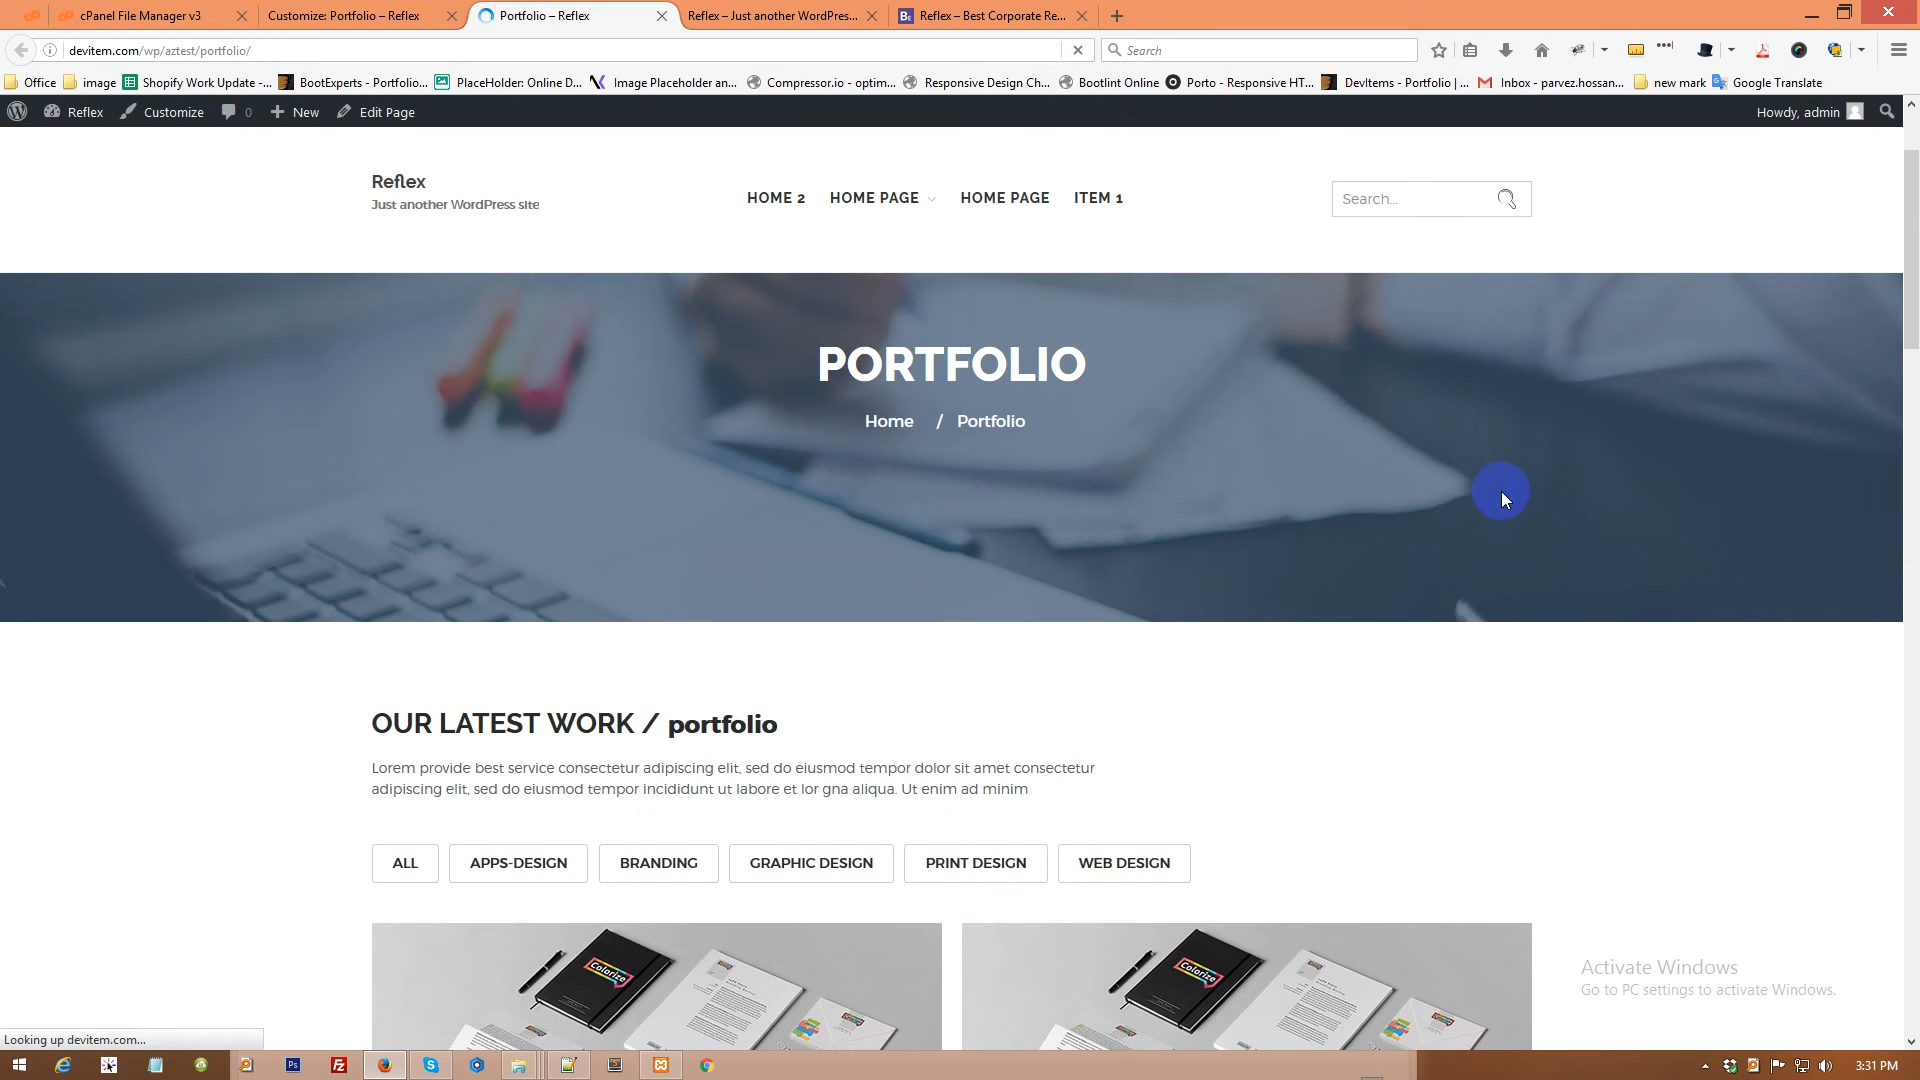 cPanel File Manager v3
Customize: Portfolio – Reflex
Portfolio – Reflex
Reflex – Just another WordPres...
Reflex – Best Corporate Re...
devitem.com/wp/aztest/portfolio/
Search
Office
image
Shopify Work Update -...
BootExperts - Portfolio...
PlaceHolder: Online D...
Image Placeholder an...
Compressor.io - optim...
Responsive Design Ch...
Bootlint Online
Porto - Responsive HT...
DevItems - Portfolio | ...
Inbox - parvez.hossan...
new mark
Google Translate
Reflex
Customize
0
New
Edit Page
Howdy, admin
Reflex
Just another WordPress site
HOME 2
HOME PAGE
HOME PAGE
ITEM 1
Search...
PORTFOLIO
Home / Portfolio
OUR LATEST WORK / portfolio
Lorem provide best service consectetur adipiscing elit, sed do eiusmod tempor dolor sit amet consectetur
adipiscing elit, sed do eiusmod tempor incididunt ut labore et lor gna aliqua. Ut enim ad minim
ALL
APPS-DESIGN
BRANDING
GRAPHIC DESIGN
PRINT DESIGN
WEB DESIGN
Colorize
Colorize
Activate Windows
Go to PC settings to activate Windows.
Looking up devitem.com...
3:31 PM